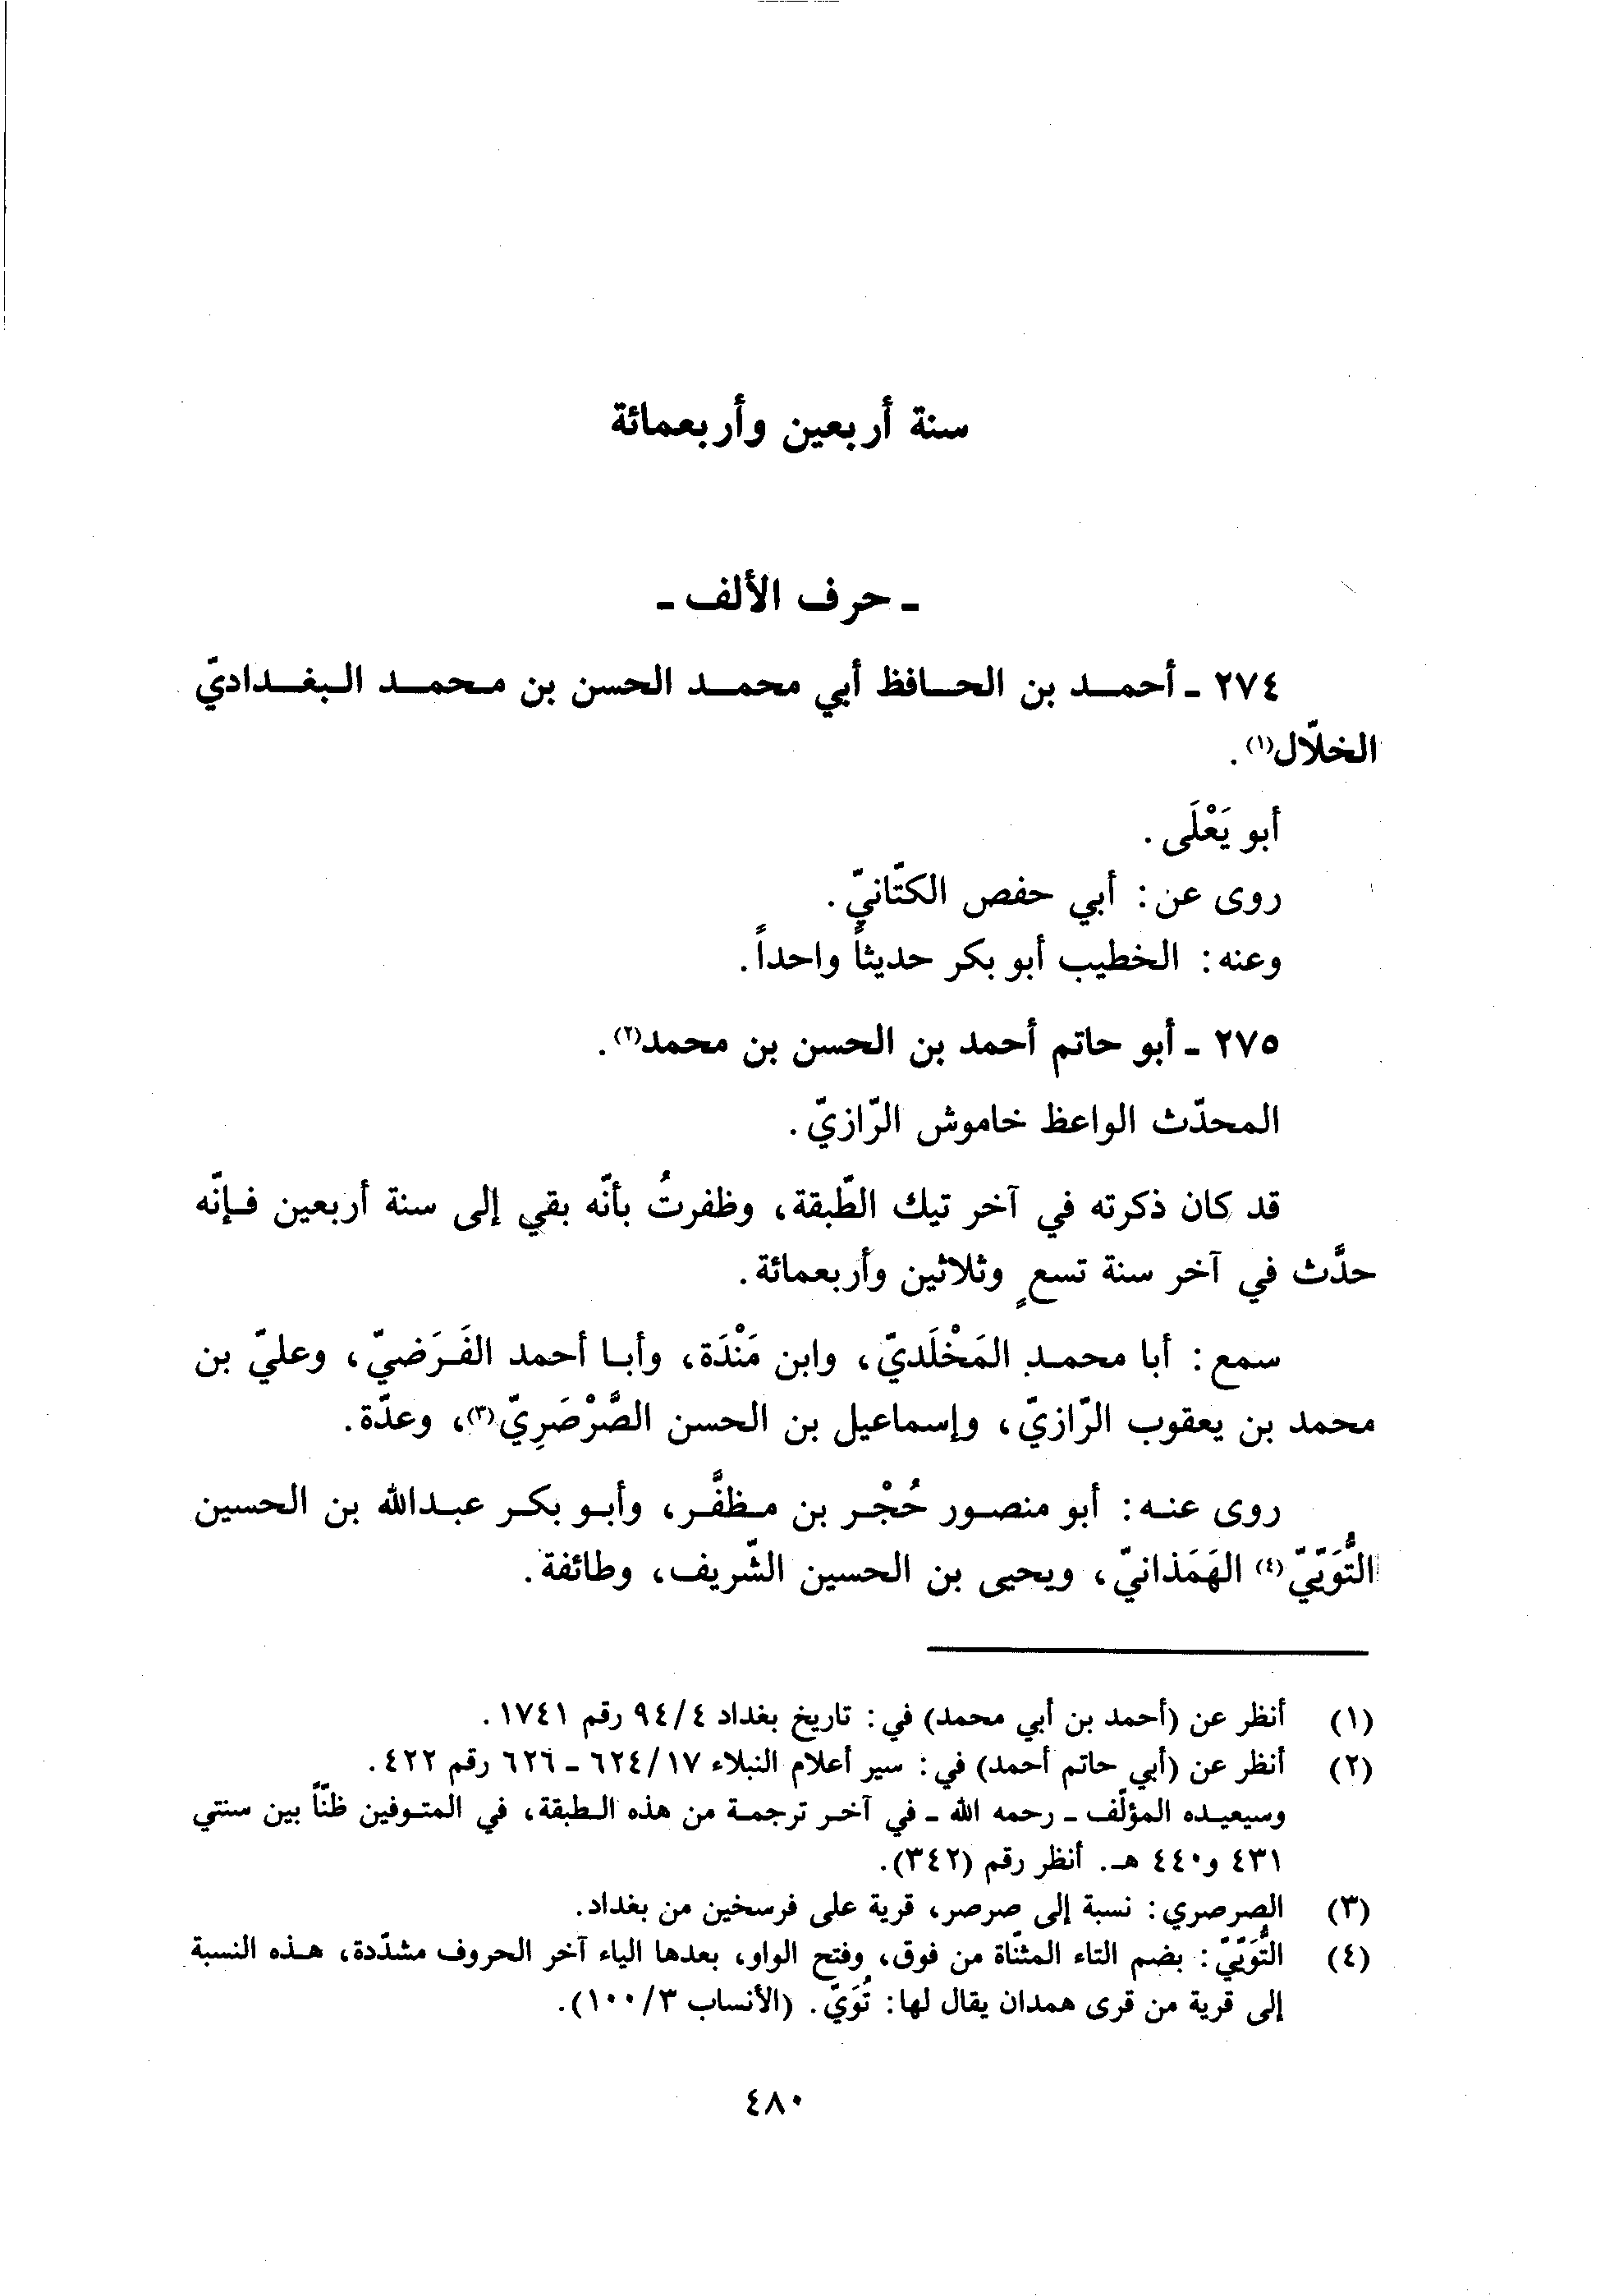 سنة أربعين وأربعمائة
ـ حرف الألف ـ
٢٧٤ ـ أحمد بن الحافظ أبي محمد الحسن بن محمد البغداديّ
الخلّال(١).
أبو يَعْلَى.
روى عن: أبي حفص الكتّانيّ.
وعنه: الخطيب أبو بكر حديثاً واحداً.
٢٧٥ ـ أبو حاتم أحمد بن الحسن بن محمد(٢).
المحدّث الواعظ خاموش الرّازيّ.
قد كان ذكرته في آخر تيك الطّبقة، وظفرتُ بأنّه بقي إلى سنة أربعين فإنّه
حدَّث في آخر سنة تسعٍ وثلاثين وأربعمائة.
سمع: أبا محمد المَخْلَديّ، وابن مَنْدَة، وأبا أحمد الفَرَضيّ، وعليّ بن
محمد بن يعقوب الرّازيّ، وإسماعيل بن الحسن الصَّرْصَرِيّ(٣)، وعدّة.
روى عنه: أبو منصور حُجْر بن مظفَّر، وأبو بكر عبدالله بن الحسين
التُّوَيّيّ(٤) الهَمَذانيّ، ويحيى بن الحسين الشّريف، وطائفة.
(١) أنظر عن (أحمد بن أبي محمد) في: تاريخ بغداد ٩٤/٤ رقم ١٧٤١.
(٢) أنظر عن (أبي حاتم أحمد) في: سير أعلام النبلاء ٦٢٤/١٧ ـ ٦٢٦ رقم ٤٢٢.
وسيعيده المؤلّف ـ رحمه الله ـ في آخر ترجمة من هذه الطبقة، في المتوفين ظنّاً بين سنتي
٤٣١ و٤٤٠ هـ. أنظر رقم (٣٤٢).
(٣) الصرصري: نسبة إلى صرصر، قرية على فرسخين من بغداد.
(٤) التُّوَيّيّ: بضم التاء المثنّاة من فوق، وفتح الواو، بعدها الياء آخر الحروف مشدّدة، هذه النسبة
إلى قرية من قرى همدان يقال لها: تُوَيّ. (الأنساب ١٠٠/٣).
٤٨٠